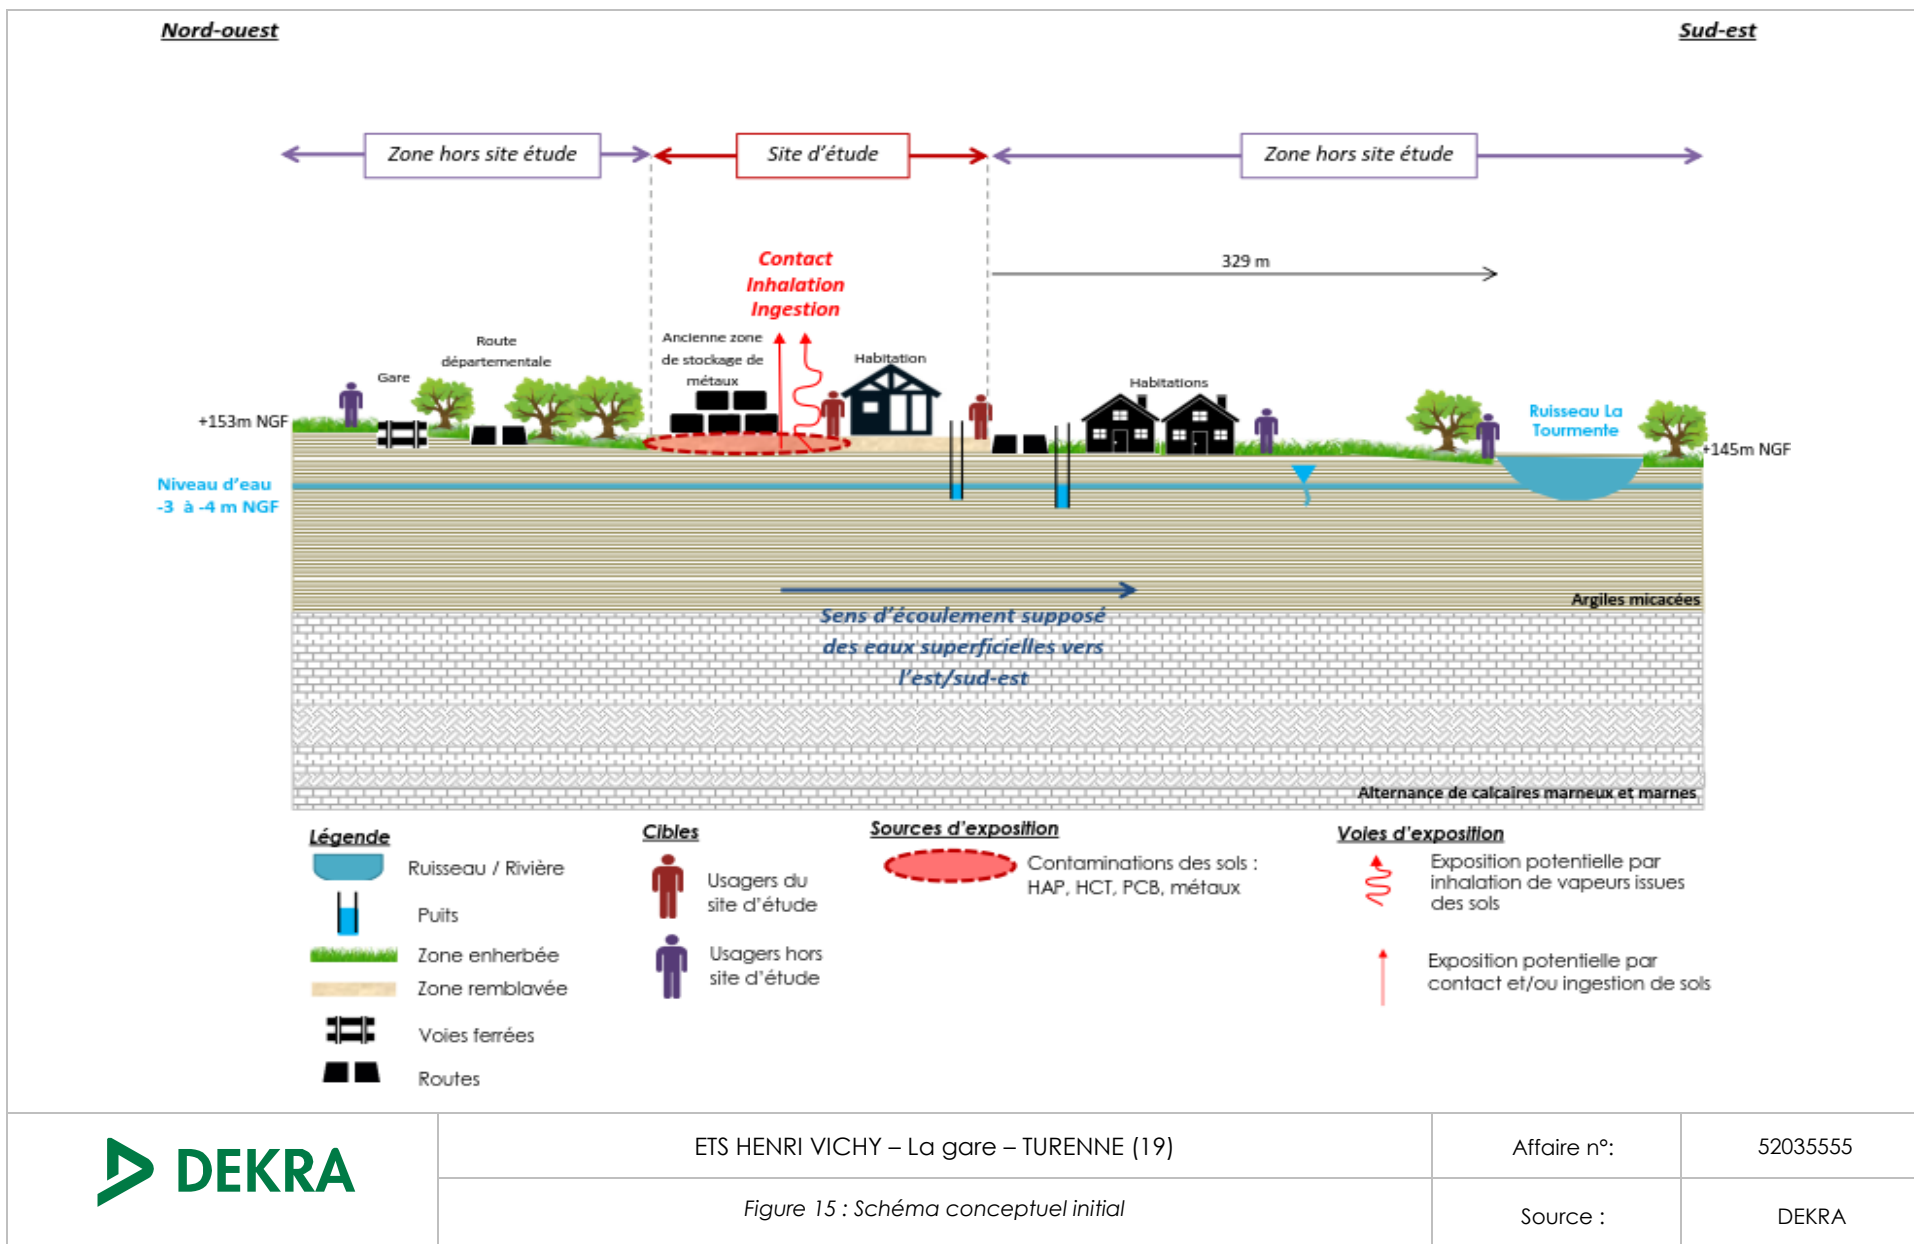 Nord-ouest
Sud-est
Zone hors site étude
Site d'étude
Zone hors site étude
Contact
Inhalation
Ingestion
329 m
Route
départementale
Gare
Ancienne zone
de stockage de
métaux
Habitation
Habitations
Ruisseau La
Tourmente
+153m NGF
+145m NGF
Niveau d'eau
-3 à -4 m NGF
Argiles micacées
Sens d'écoulement supposé
des eaux superficielles vers
l'est/sud-est
Alternance de calcaires marneux et marnes
Légende
Ruisseau / Rivière
Puits
Zone enherbée
Zone remblavée
Voies ferrées
Routes
Cibles
Usagers du
site d'étude
Usagers hors
site d'étude
Sources d'exposition
Contaminations des sols :
HAP, HCT, PCB, métaux
Voies d'exposition
Exposition potentielle par
inhalation de vapeurs issues
des sols
Exposition potentielle par
contact et/ou ingestion de sols
DEKRA
ETS HENRI VICHY – La gare – TURENNE (19)
Affaire n°:
52035555
Figure 15 : Schéma conceptuel initial
Source :
DEKRA